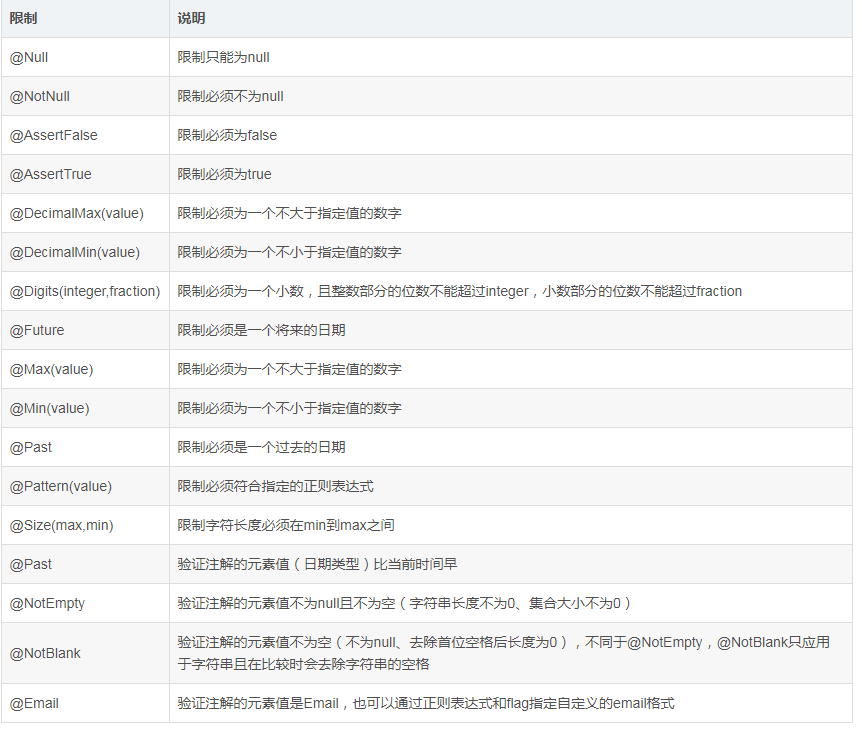 限制 说明
@Null 限制只能为null
@NotNull 限制必须不为null
@AssertFalse 限制必须为false
@AssertTrue 限制必须为true
@DecimalMax(value) 限制必须为一个不大于指定值的数字
@DecimalMin(value) 限制必须为一个不小于指定值的数字
@Digits(integer,fraction) 限制必须为一个小数，且整数部分的位数不能超过integer，小数部分的位数不能超过fraction
@Future 限制必须是一个将来的日期
@Max(value) 限制必须为一个不大于指定值的数字
@Min(value) 限制必须为一个不小于指定值的数字
@Past 限制必须是一个过去的日期
@Pattern(value) 限制必须符合指定的正则表达式
@Size(max,min) 限制字符长度必须在min到max之间
@Past 验证注解的元素值（日期类型）比当前时间早
@NotEmpty 验证注解的元素值不为null且不为空（字符串长度不为0、集合大小不为0）
@NotBlank 验证注解的元素值不为空（不为null、去除首位空格后长度为0），不同于@NotEmpty，@NotBlank只应用
于字符串且在比较时会去除字符串的空格
@Email 验证注解的元素值是Email，也可以通过正则表达式和flag指定自定义的email格式